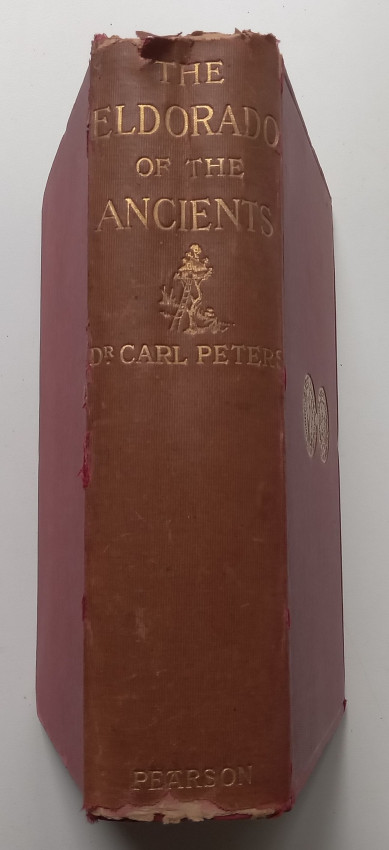 THE
ELDORADO
OF THE
ANCIENTS
DR CARL PETERS
PEARSON